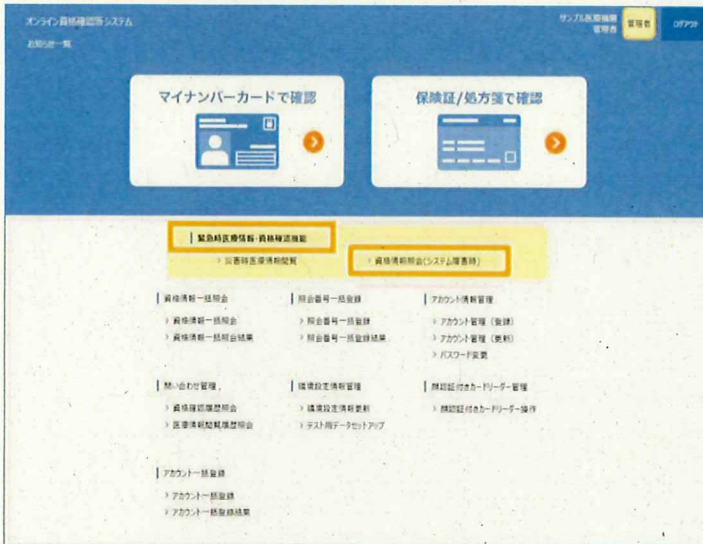 オンライン資格確認等システム
サンプル医療機関
管理者
管理者
ログアウト
お知らせ一覧
マイナンバーカードで確認
保険証/処方箋で確認
緊急時医療情報・資格確認機能
> 災害時医療情報閲覧
> 資格情報照会(システム障害時)
資格情報一括照会
照会番号一括登録
アカウント情報管理
> 資格情報一括照会
> 照会番号一括登録
> アカウント管理（登録）
> 資格情報一括照会結果
> 照会番号一括登録結果
> アカウント管理（更新）
> パスワード変更
問い合わせ管理
環境設定情報管理
顔認証付きカードリーダー管理
> 資格確認履歴照会
> 環境設定情報更新
> 顔認証付きカードリーダー操作
> 医療情報閲覧履歴照会
> テスト用データセットアップ
アカウント一括登録
> アカウント一括登録
> アカウント一括登録結果